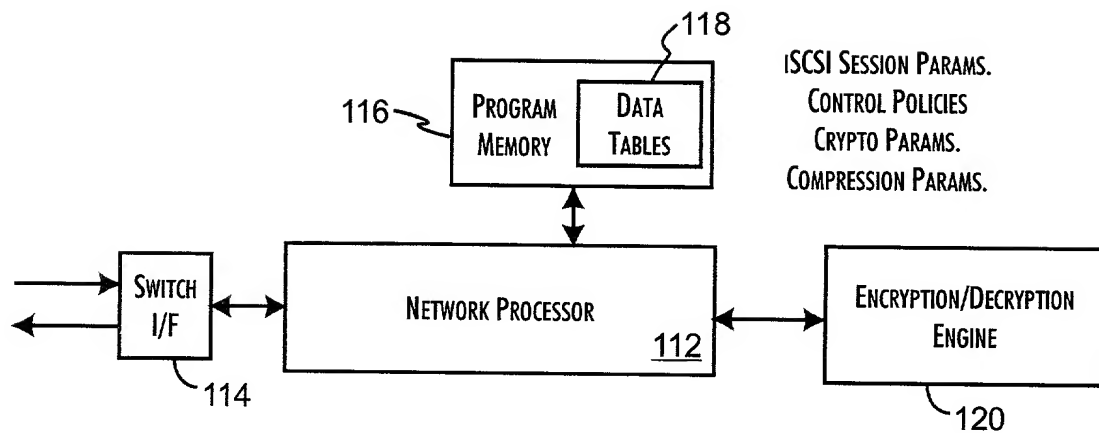 118
116
PROGRAM
MEMORY
DATA
TABLES
ISCSI SESSION PARAMS.
CONTROL POLICIES
CRYPTO PARAMS.
COMPRESSION PARAMS.
SWITCH
I/F
114
NETWORK PROCESSOR
112
ENCRYPTION/DECRYPTION
ENGINE
120